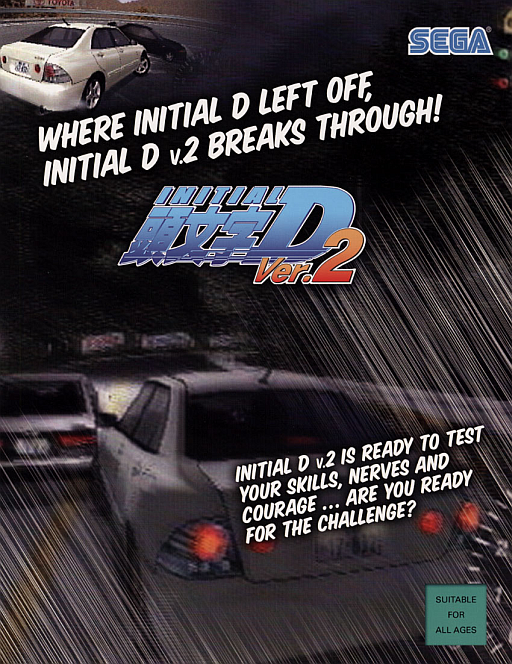 TOYOTA
SEGA®
WHERE INITIAL D LEFT OFF,
INITIAL D v.2 BREAKS THROUGH!
INITIAL
頭文字D
Ver.2
INITIAL D v.2 IS READY TO TEST
YOUR SKILLS, NERVES AND
COURAGE ... ARE YOU READY
FOR THE CHALLENGE?
SUITABLE
FOR
ALL AGES